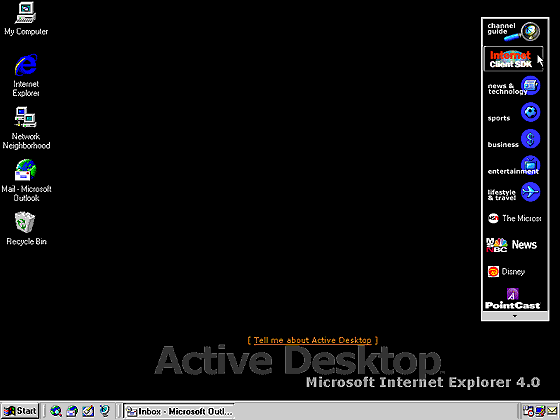 My Computer
Internet
Explorer
Network
Neighborhood
Mail - Microsoft
Outlook
Recycle Bin
channel
guide
Internet
Client SDK
news &
technology
sports
business
entertainment
lifestyle
& travel
The Micros
News
Disney
PointCast
[ Tell me about Active Desktop ]
Active Desktop
Microsoft Internet Explorer 4.0
Start
Inbox - Microsoft Outl...